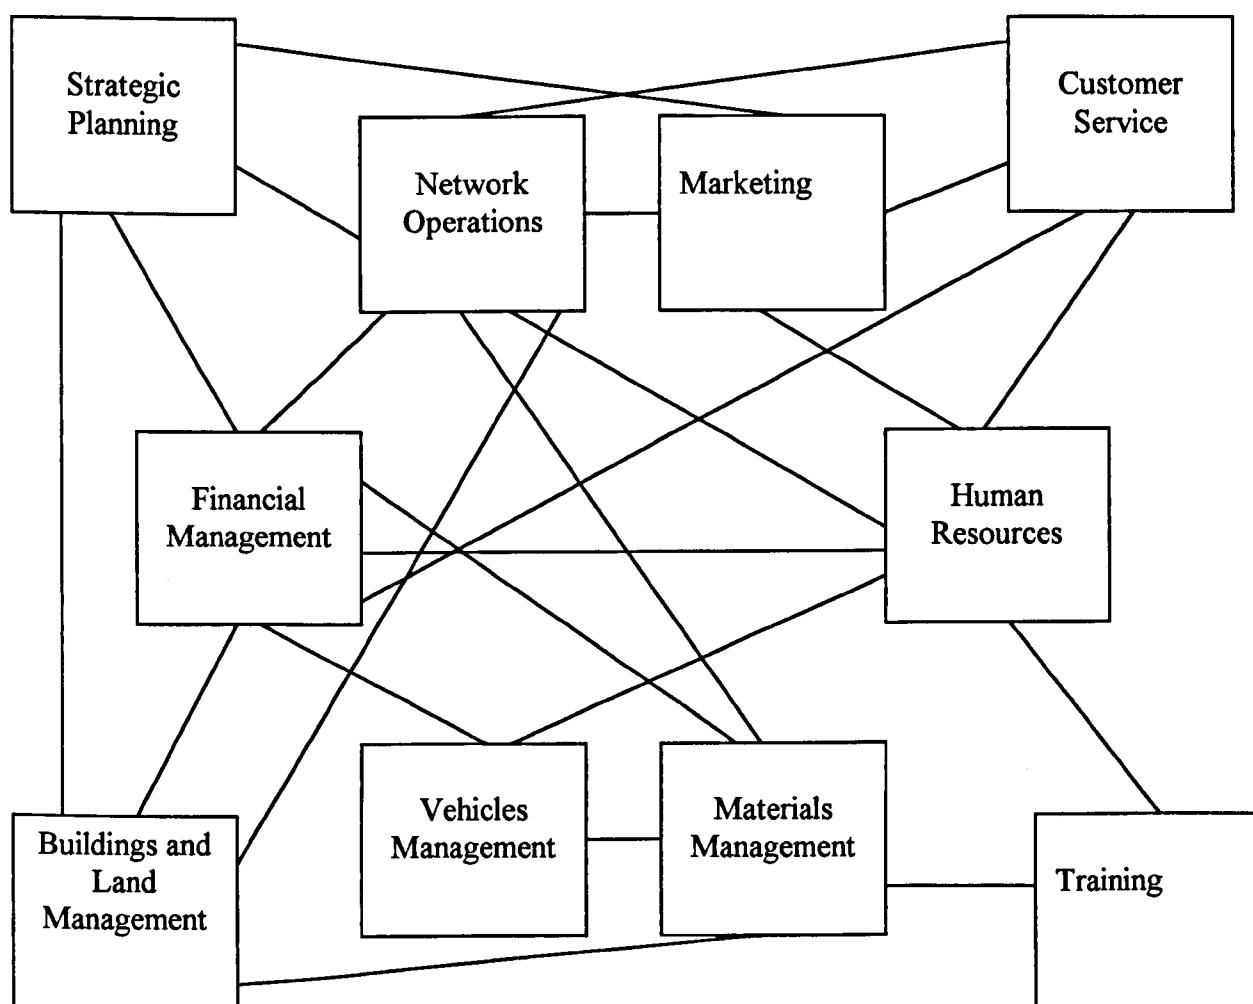 Strategic
Planning
Customer
Service
Network
Operations
Marketing
Financial
Management
Human
Resources
Vehicles
Management
Materials
Management
Buildings and
Land
Management
Training